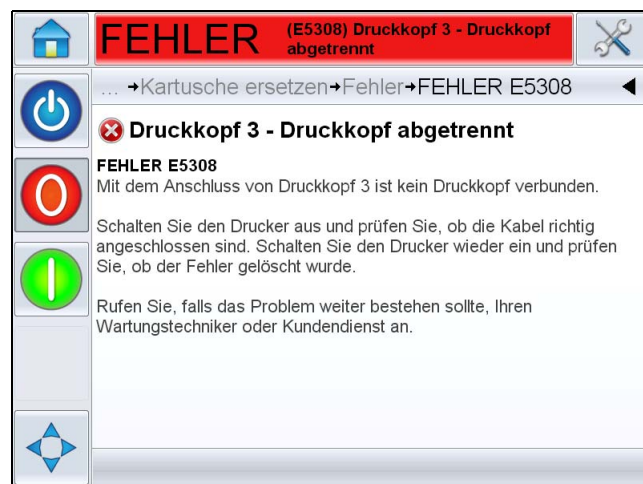 FEHLER
(E5308) Druckkopf 3 - Druckkopf
abgetrennt
... →Kartusche ersetzen→Fehler→FEHLER E5308
Druckkopf 3 - Druckkopf abgetrennt
FEHLER E5308
Mit dem Anschluss von Druckkopf 3 ist kein Druckkopf verbunden.
Schalten Sie den Drucker aus und prüfen Sie, ob die Kabel richtig
angeschlossen sind. Schalten Sie den Drucker wieder ein und prüfen
Sie, ob der Fehler gelöscht wurde.
Rufen Sie, falls das Problem weiter bestehen sollte, Ihren
Wartungstechniker oder Kundendienst an.